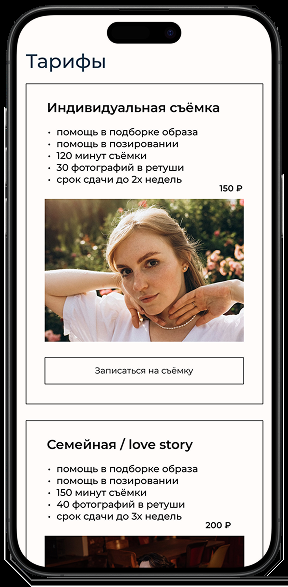 Тарифы
Индивидуальная съёмка
• помощь в подборке образа
• помощь в позировании
• 120 минут съёмки
• 30 фотографий в ретуши
• срок сдачи до 2х недель
150 ₽
Записаться на съёмку
Семейная / love story
• помощь в подборке образа
• помощь в позировании
• 150 минут съёмки
• 40 фотографий в ретуши
• срок сдачи до 3х недель
200 ₽